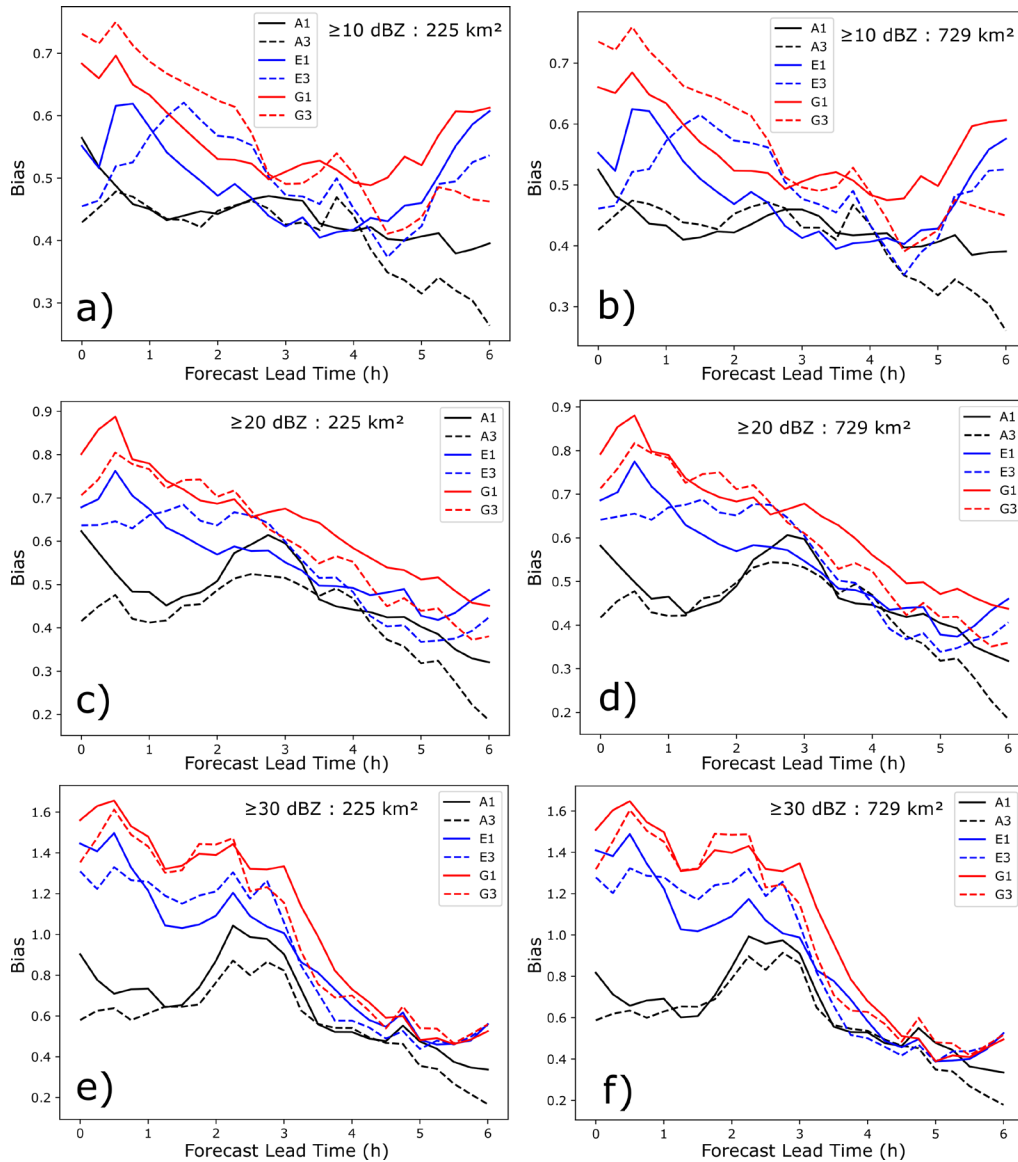 ≥10 dBZ : 225 km²
A1
A3
E1
E3
G1
G3
0.7
0.6
0.5
0.4
0.3
Bias
a)
0 1 2 3 4 5 6
Forecast Lead Time (h)
≥10 dBZ : 729 km²
A1
A3
E1
E3
G1
G3
0.7
0.6
0.5
0.4
0.3
Bias
b)
0 1 2 3 4 5 6
Forecast Lead Time (h)
≥20 dBZ : 225 km²
A1
A3
E1
E3
G1
G3
0.9
0.8
0.7
0.6
0.5
0.4
0.3
0.2
Bias
c)
0 1 2 3 4 5 6
Forecast Lead Time (h)
≥20 dBZ : 729 km²
A1
A3
E1
E3
G1
G3
0.9
0.8
0.7
0.6
0.5
0.4
0.3
0.2
Bias
d)
0 1 2 3 4 5 6
Forecast Lead Time (h)
≥30 dBZ : 225 km²
A1
A3
E1
E3
G1
G3
1.6
1.4
1.2
1.0
0.8
0.6
0.4
0.2
Bias
e)
0 1 2 3 4 5 6
Forecast Lead Time (h)
≥30 dBZ : 729 km²
A1
A3
E1
E3
G1
G3
1.6
1.4
1.2
1.0
0.8
0.6
0.4
0.2
Bias
f)
0 1 2 3 4 5 6
Forecast Lead Time (h)